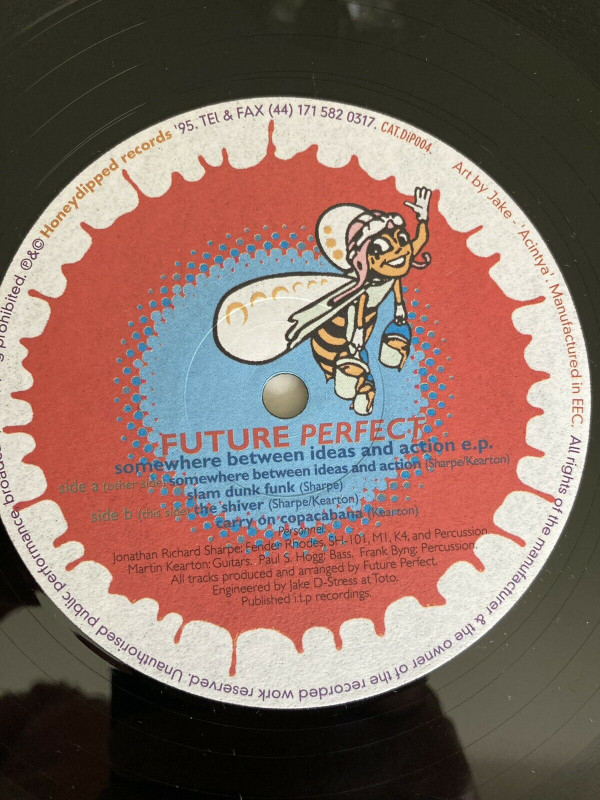 Honeydipped records '95. TEl & FAX (44) 171 582 0317. CAT.DiP004.
Art by Jake - 'Acintya'. Manufactured in EEC. All rights of the manufacturer & the owner of the recorded work reserved. Unauthorised public performance prohibited. ℗&©
FUTURE PERFECT
somewhere between ideas and action e.p.
side a (other side) somewhere between ideas and action (Sharpe/Kearton)
slam dunk funk (Sharpe)
side b (this side) the shiver (Sharpe/Kearton)
carry on copacabana (Kearton)
Personnel:
Jonathan Richard Sharpe: Fender Rhodes, SH-101, M1, K4, and Percussion.
Martin Kearton: Guitars. Paul S. Hogg: Bass. Frank Byng: Percussion.
All tracks produced and arranged by Future Perfect.
Engineered by Jake D-Stress at Toto.
Published i.t.p recordings.